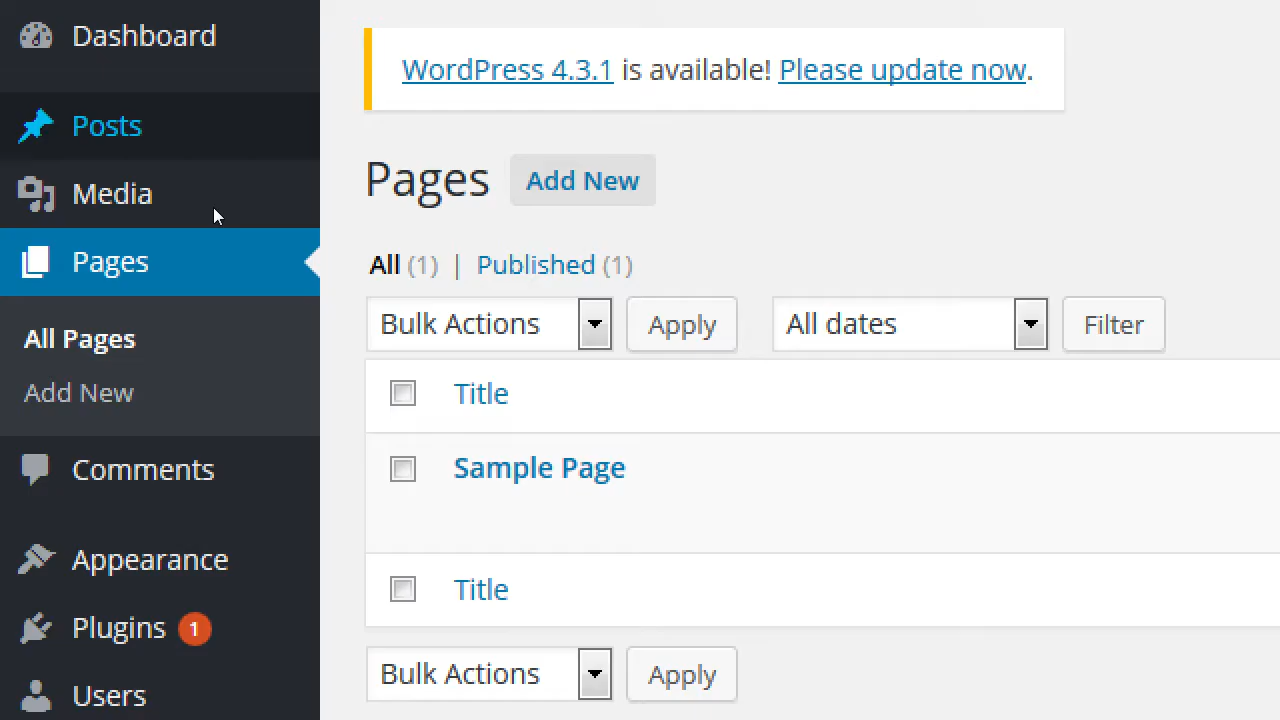 Dashboard
Posts
Media
Pages
All Pages
Add New
Comments
Appearance
Plugins 1
Users
WordPress 4.3.1 is available! Please update now.
Pages Add New
All (1) | Published (1)
Bulk Actions Apply All dates Filter
Title
Sample Page
Title
Bulk Actions Apply